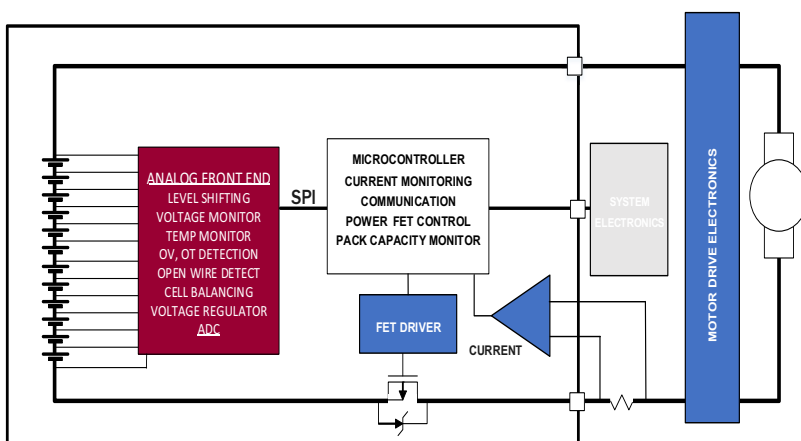 ANALOG FRONT END
LEVEL SHIFTING
VOLTAGE MONITOR
TEMP MONITOR
OV, OT DETECTION
OPEN WIRE DETECT
CELL BALANCING
VOLTAGE REGULATOR
ADC
SPI
MICROCONTROLLER
CURRENT MONITORING
COMMUNICATION
POWER FET CONTROL
PACK CAPACITY MONITOR
FET DRIVER
CURRENT
SYSTEM
ELECTRONICS
MOTOR DRIVE ELECTRONICS